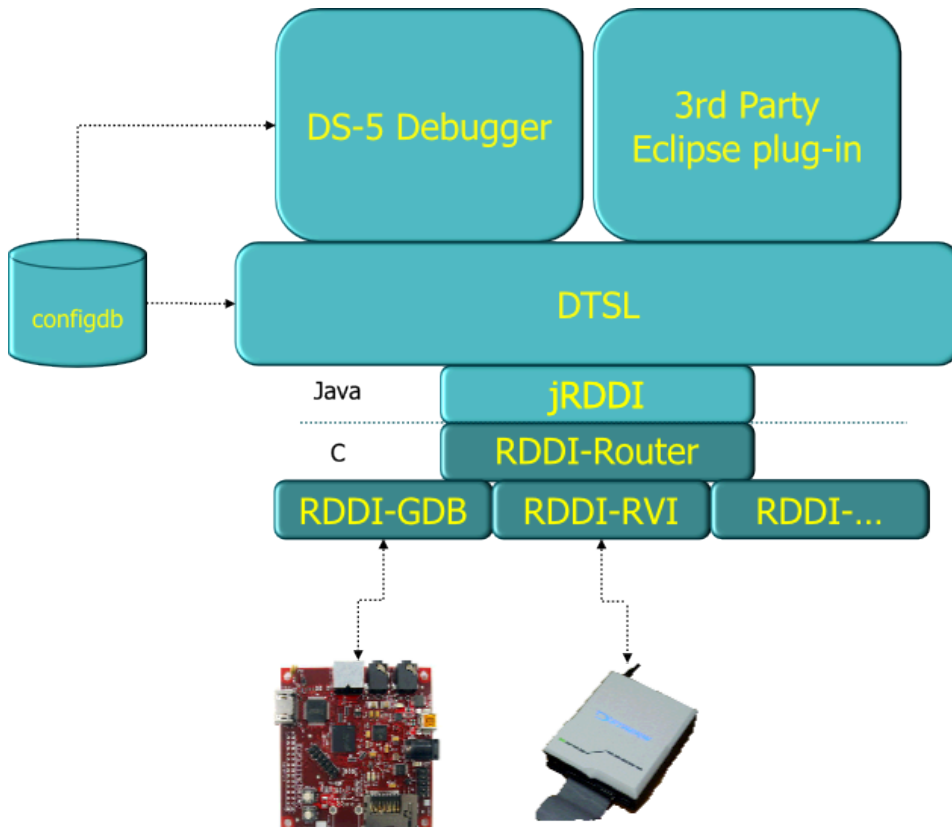 DS-5 Debugger
3rd Party
Eclipse plug-in
configdb
DTSL
Java
jRDDI
C
RDDI-Router
RDDI-GDB
RDDI-RVI
RDDI-...